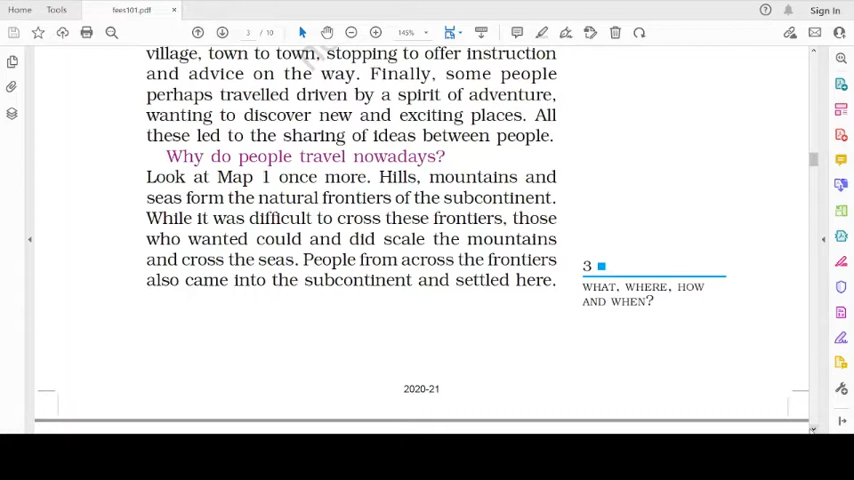 Home Tools fees101.pdf × Sign In
3 / 10 145%
village, town to town, stopping to offer instruction
and advice on the way. Finally, some people
perhaps travelled driven by a spirit of adventure,
wanting to discover new and exciting places. All
these led to the sharing of ideas between people.
Why do people travel nowadays?
Look at Map 1 once more. Hills, mountains and
seas form the natural frontiers of the subcontinent.
While it was difficult to cross these frontiers, those
who wanted could and did scale the mountains
and cross the seas. People from across the frontiers
also came into the subcontinent and settled here.
3
WHAT, WHERE, HOW
AND WHEN?
2020-21